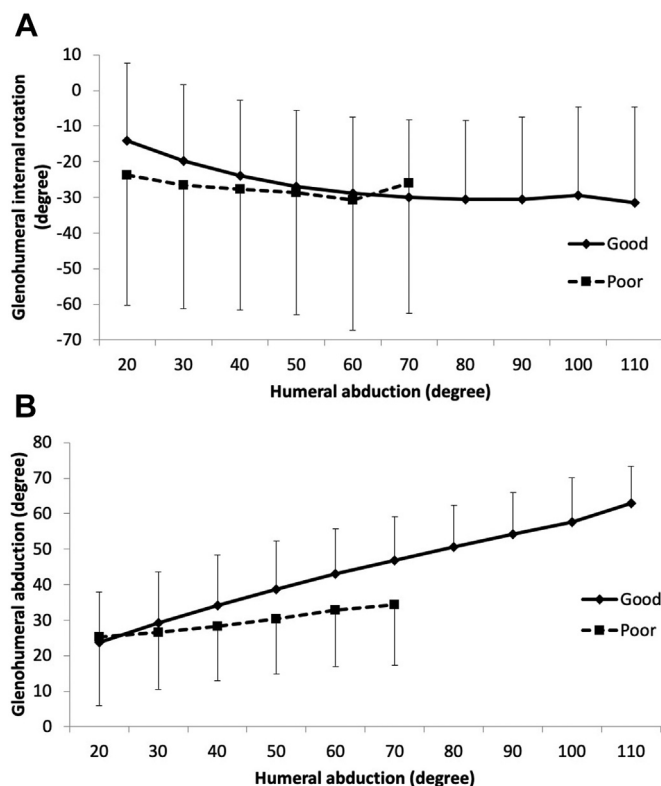 A
10
0
-10
-20
-30
-40
-50
-60
-70
Glenohumeral internal rotation
(degree)
Good
Poor
20 30 40 50 60 70 80 90 100 110
Humeral abduction (degree)
B
80
70
60
50
40
30
20
10
0
Glenohumeral abduction (degree)
Good
Poor
20 30 40 50 60 70 80 90 100 110
Humeral abduction (degree)